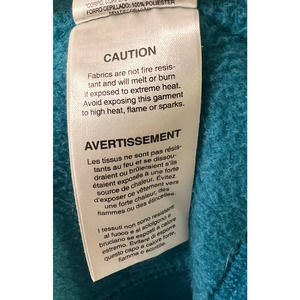 FORRO CEPILLADO: 100% POLIESTER
CAUTION
Fabrics are not fire resis-
tant and will melt or burn
if exposed to extreme heat.
Avoid exposing this garment
to high heat, flame or sparks.
AVERTISSEMENT
Les tissus ne sont pas résis-
tants au feu et se dissou-
draient ou brûleraient s'ils
étaient exposés à une forte
source de chaleur. Évitez
d'exposer ce vêtement vers
une forte chaleur, des
flammes ou des étincelles.
I tessuti non sono resistenti
al fuoco e si sciolgono o
bruciano se esposti a calore
estremo. Evitare di esporre
questo capo a calore forte,
fiamma o scintille.